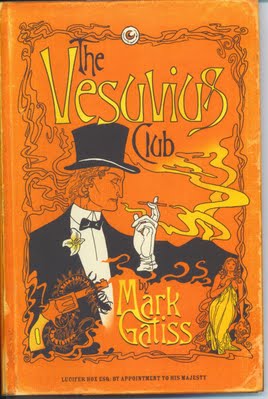 The
Vesuvius
Club
by
Mark
Gatiss
LUCIFER BOX ESQ: BY APPOINTMENT TO HIS MAJESTY